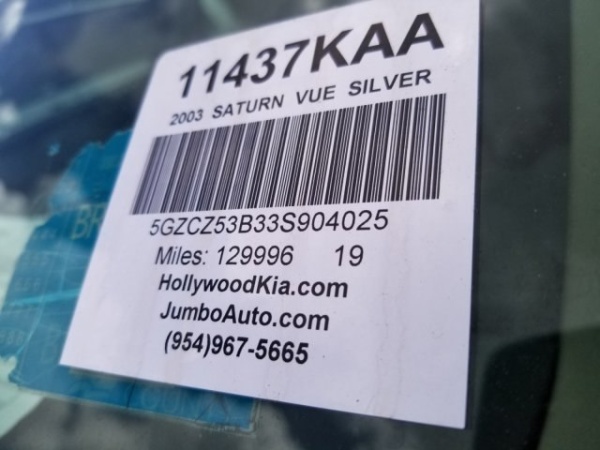 11437KAA
2003 SATURN VUE SILVER
5GZCZ53B33S904025
Miles: 129996 19
HollywoodKia.com
JumboAuto.com
(954)967-5665